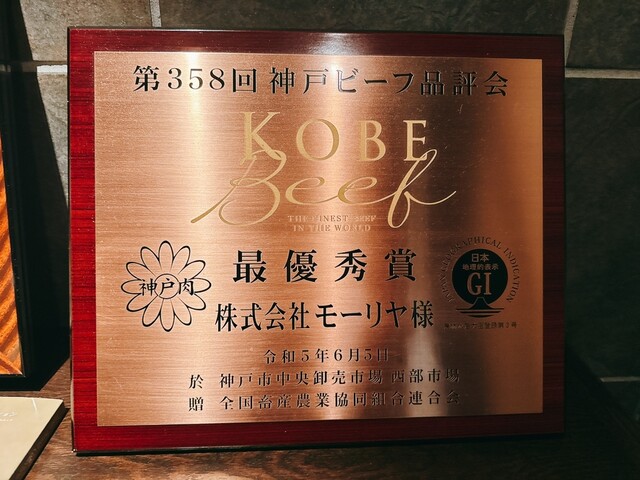 第358回 神戸ビーフ品評会
KOBE
Beef
THE FINEST BEEF
IN THE WORLD
最優秀賞
神戸肉
日本
地理的表示
GI
GEOGRAPHICAL INDICATION
株式会社 モーリヤ様
令和5年6月5日
於 神戸市中央卸売市場 西部市場
贈 全国畜産農業協同組合連合会